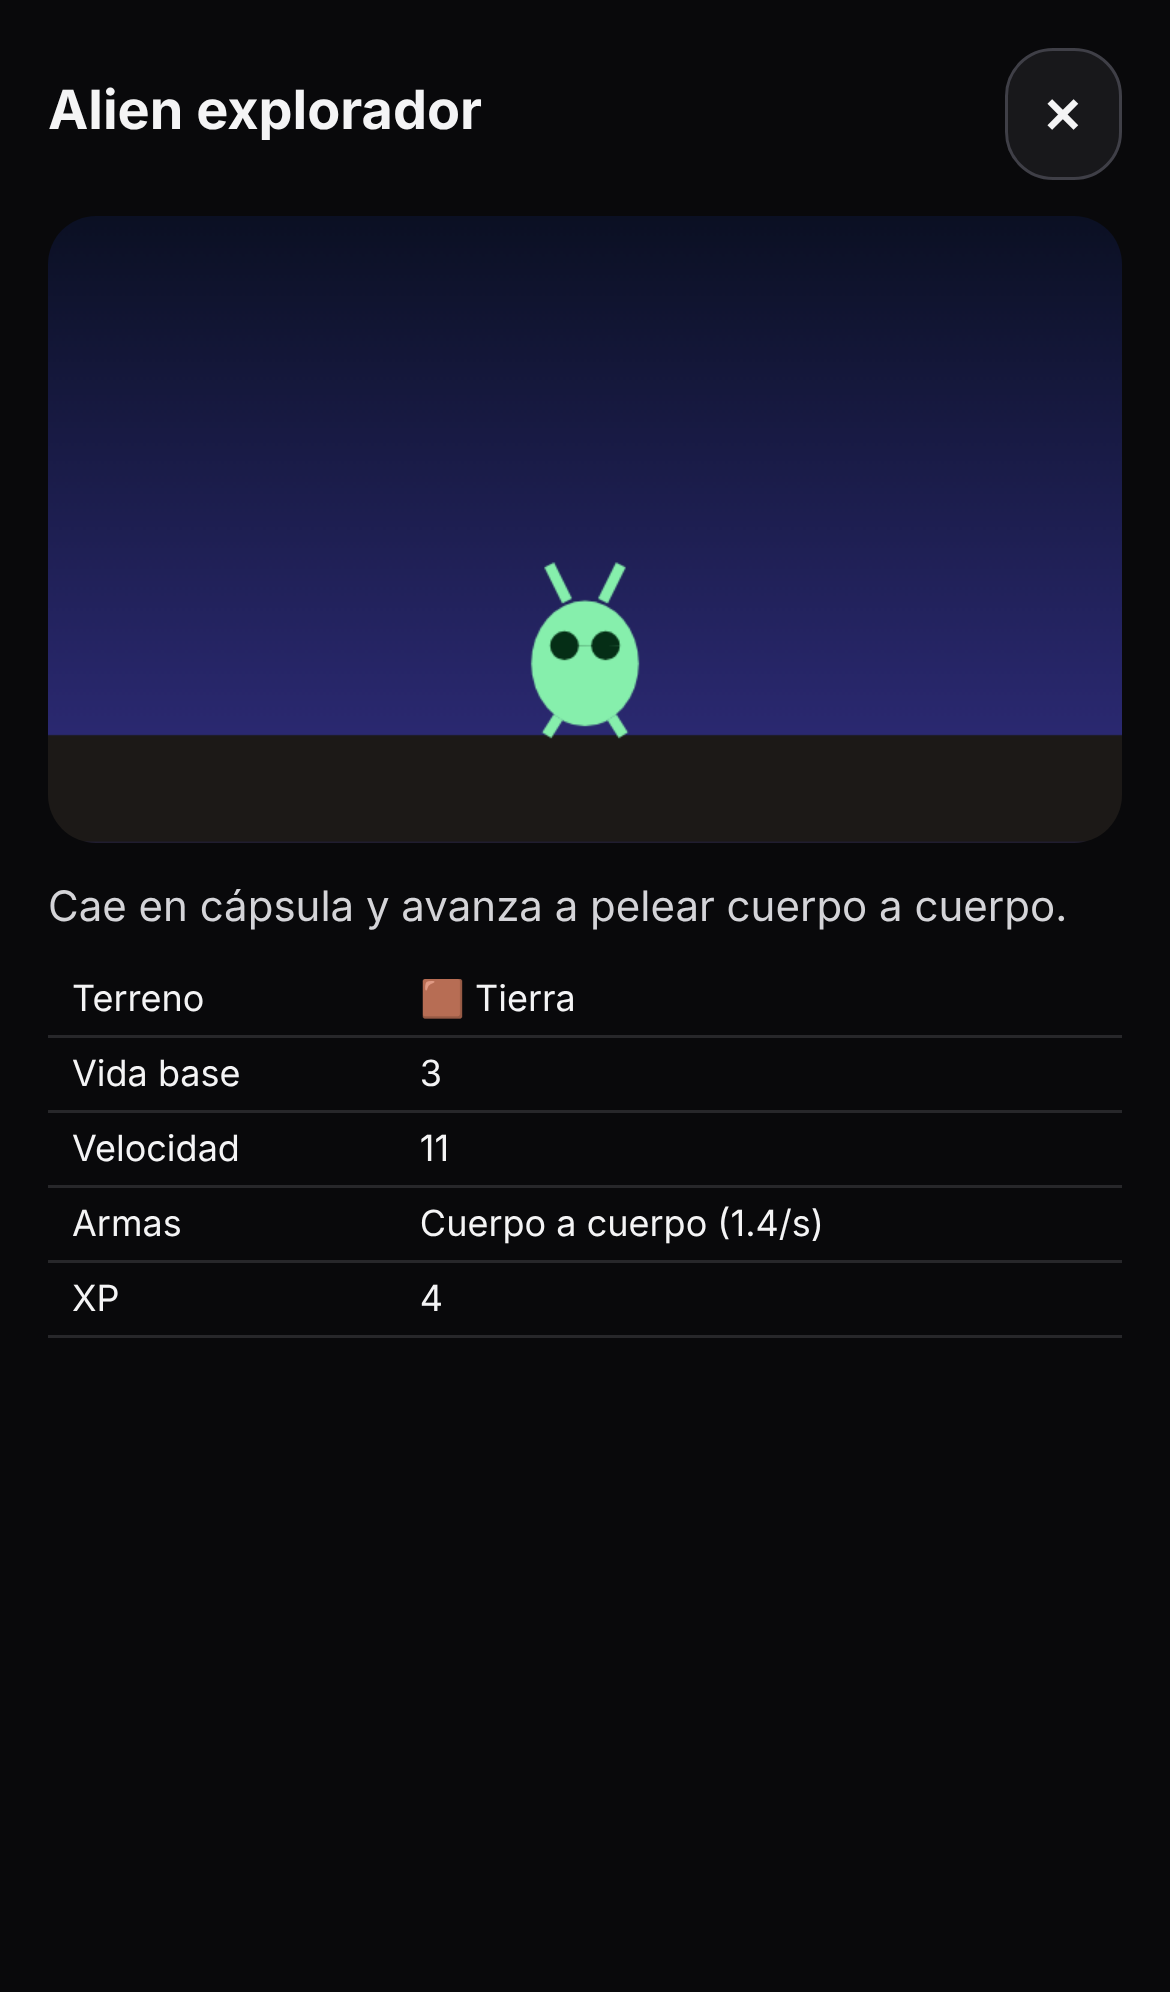 Alien explorador
Cae en cápsula y avanza a pelear cuerpo a cuerpo.
Terreno 🟫 Tierra
Vida base 3
Velocidad 11
Armas Cuerpo a cuerpo (1.4/s)
XP 4